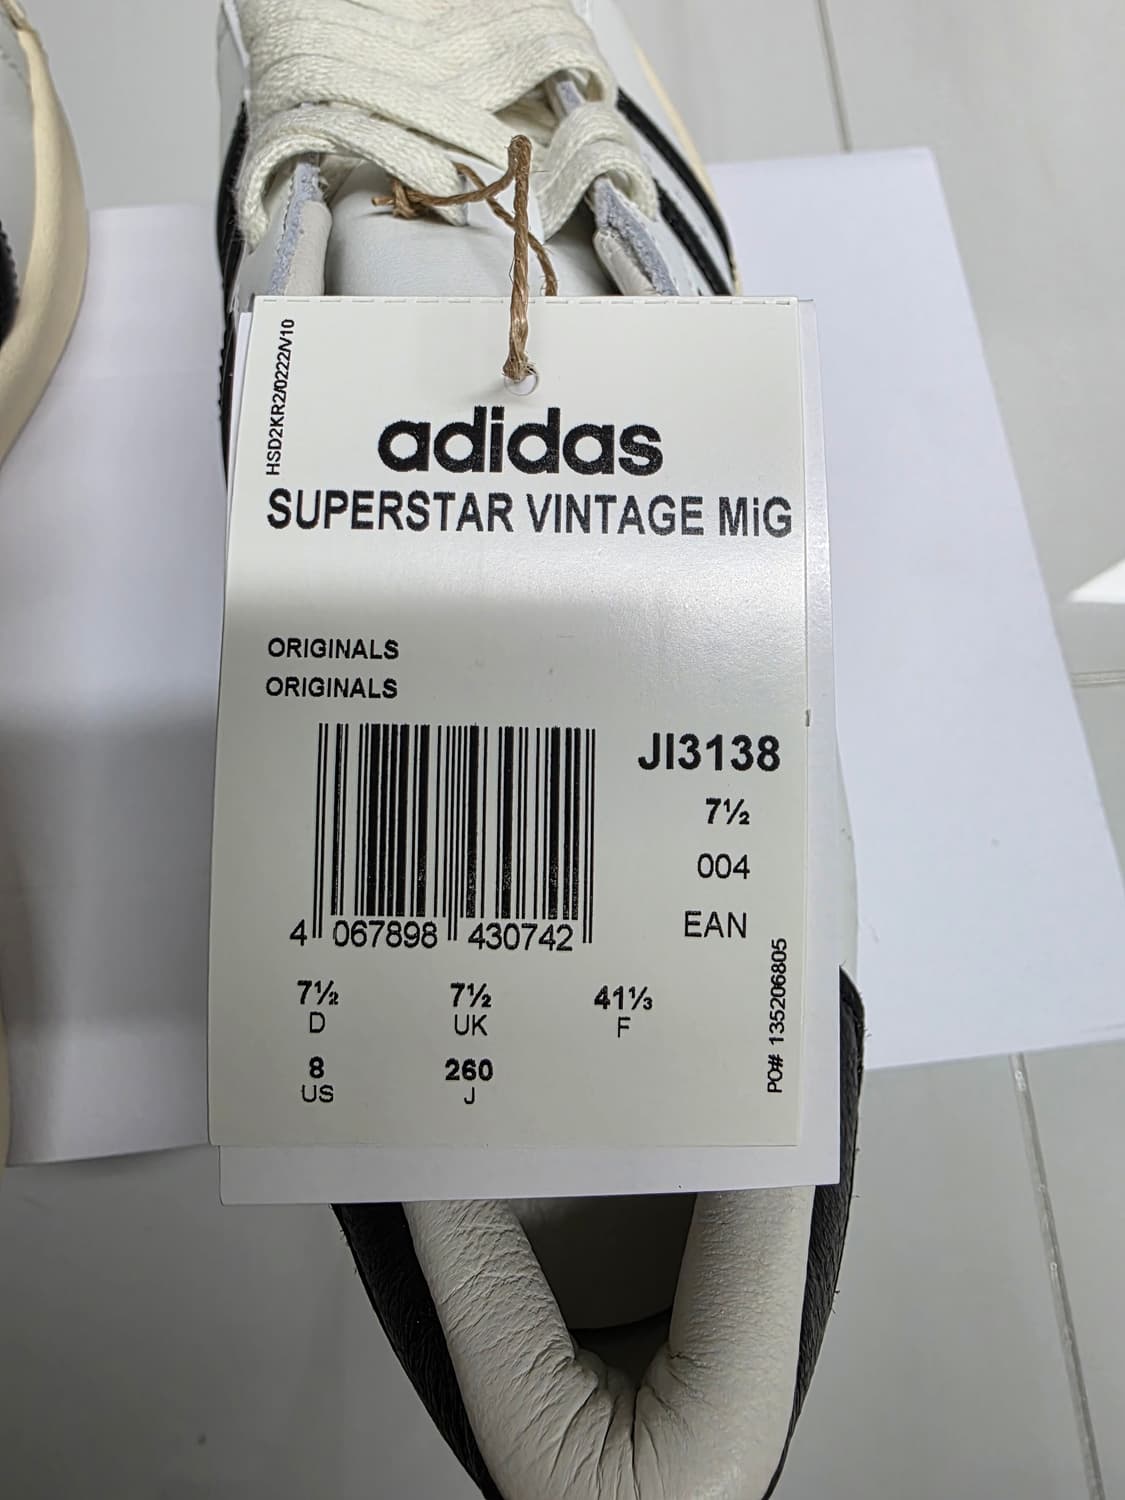 HSD2KR2/0222/V10
adidas
SUPERSTAR VINTAGE MiG
ORIGINALS
ORIGINALS
JI3138
7½
004
EAN
4 067898 430742
7½ 7½ 41⅓
D UK F
8 260
US J
PO# 135206805